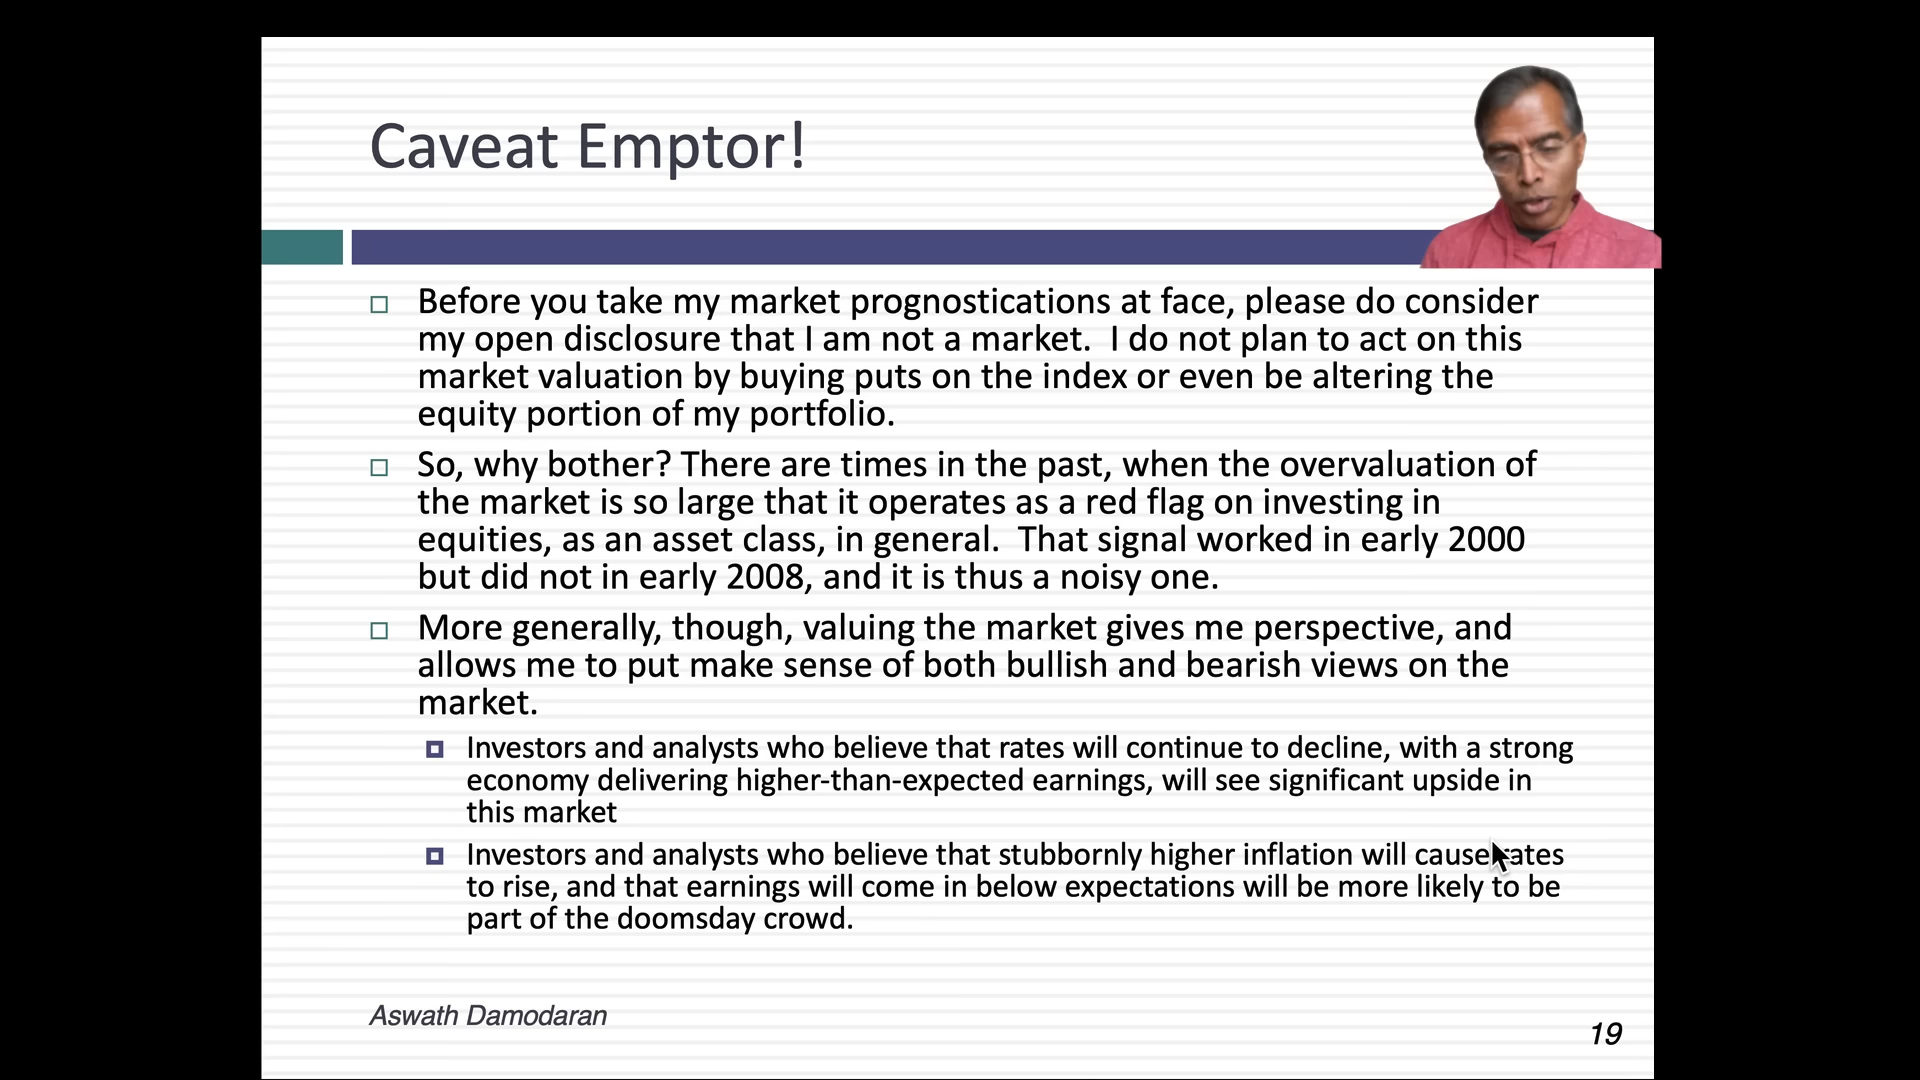 Caveat Emptor!
Before you take my market prognostications at face, please do consider
my open disclosure that I am not a market.  I do not plan to act on this
market valuation by buying puts on the index or even be altering the
equity portion of my portfolio.
So, why bother? There are times in the past, when the overvaluation of
the market is so large that it operates as a red flag on investing in
equities, as an asset class, in general.  That signal worked in early 2000
but did not in early 2008, and it is thus a noisy one.
More generally, though, valuing the market gives me perspective, and
allows me to put make sense of both bullish and bearish views on the
market.
Investors and analysts who believe that rates will continue to decline, with a strong
economy delivering higher-than-expected earnings, will see significant upside in
this market
Investors and analysts who believe that stubbornly higher inflation will cause rates
to rise, and that earnings will come in below expectations will be more likely to be
part of the doomsday crowd.
Aswath Damodaran
19